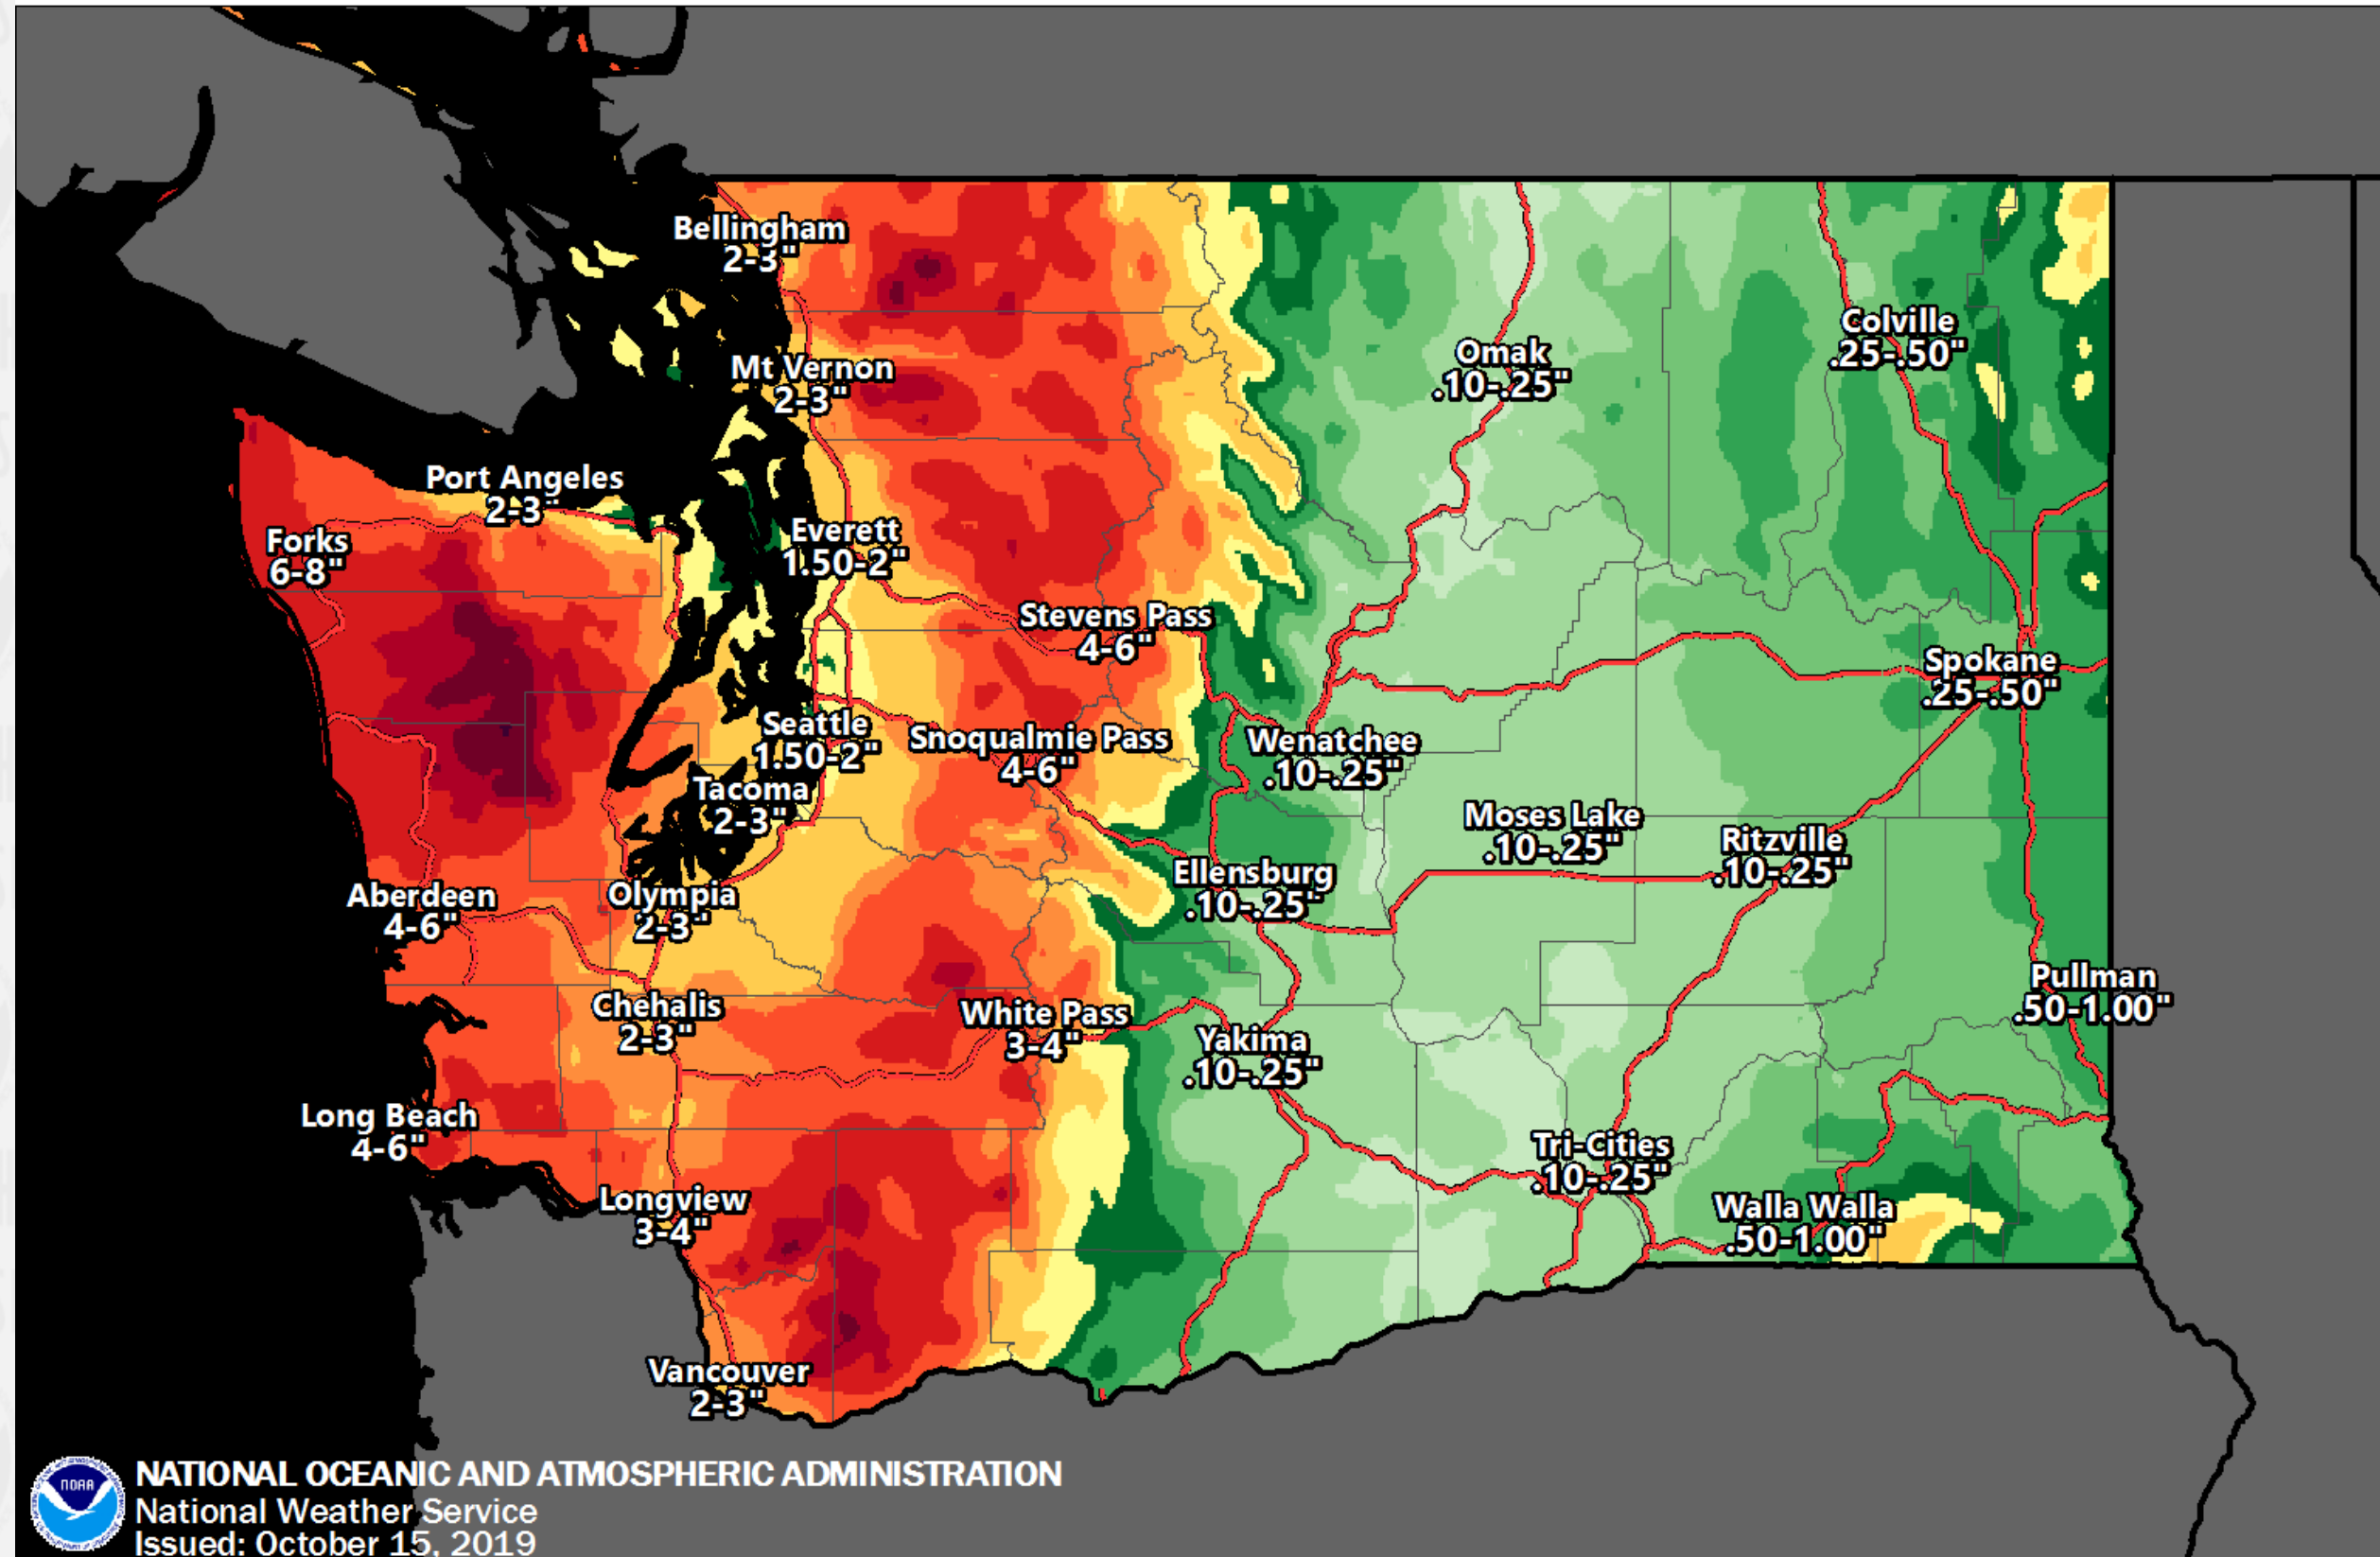 Bellingham
2-3"
Mt Vernon
2-3"
Port Angeles
2-3"
Forks
6-8"
Everett
1.50-2"
Stevens Pass
4-6"
Seattle
1.50-2"
Snoqualmie Pass
4-6"
Tacoma
2-3"
Aberdeen
4-6"
Olympia
2-3"
Chehalis
2-3"
White Pass
3-4"
Long Beach
4-6"
Longview
3-4"
Vancouver
2-3"
Omak
.10-.25"
Colville
.25-.50"
Spokane
.25-.50"
Wenatchee
.10-.25"
Moses Lake
.10-.25"
Ritzville
.10-.25"
Ellensburg
.10-.25"
Pullman
.50-1.00"
Yakima
.10-.25"
Tri-Cities
.10-.25"
Walla Walla
.50-1.00"
NOAA
NATIONAL OCEANIC AND ATMOSPHERIC ADMINISTRATION
National Weather Service
Issued: October 15, 2019